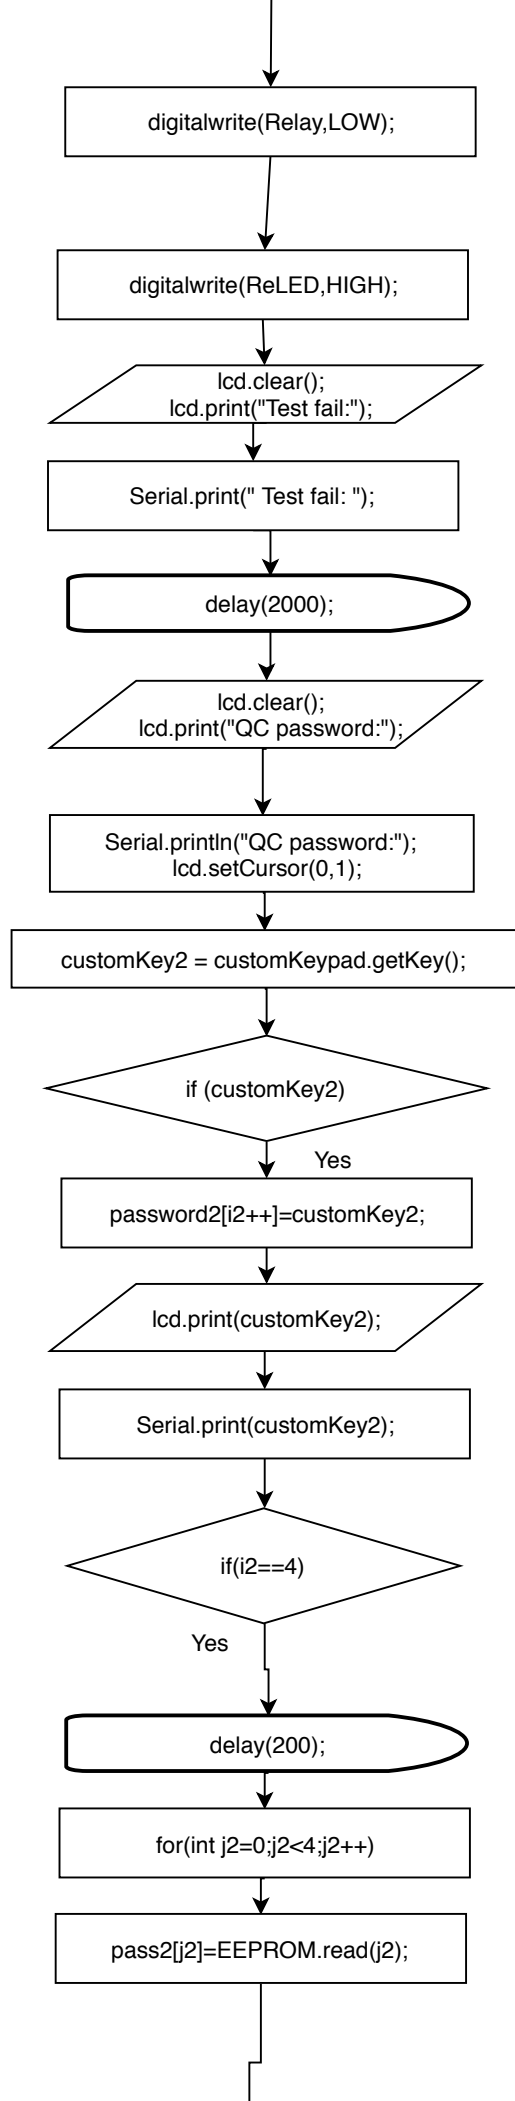 digitalwrite(Relay,LOW);
digitalwrite(ReLED,HIGH);
lcd.clear();
lcd.print("Test fail:");
Serial.print(" Test fail: ");
delay(2000);
lcd.clear();
lcd.print("QC password:");
Serial.println("QC password:");
lcd.setCursor(0,1);
customKey2 = customKeypad.getKey();
if (customKey2)
Yes
password2[i2++]=customKey2;
lcd.print(customKey2);
Serial.print(customKey2);
if(i2==4)
Yes
delay(200);
for(int j2=0;j2<4;j2++)
pass2[j2]=EEPROM.read(j2);